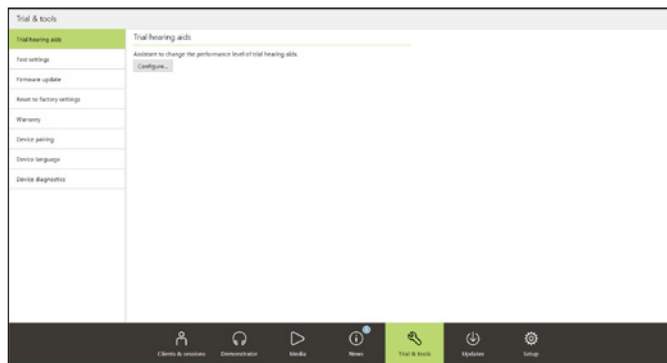 Trial & tools
Trial hearing aids
Test settings
Firmware update
Reset to factory settings
Warranty
Device pairing
Device language
Device diagnostics
Trial hearing aids
Assistant to change the performance level of trial hearing aids.
Configure...
Clients & sessions
Demonstrator
Media
News
Trial & tools
Updates
Setup